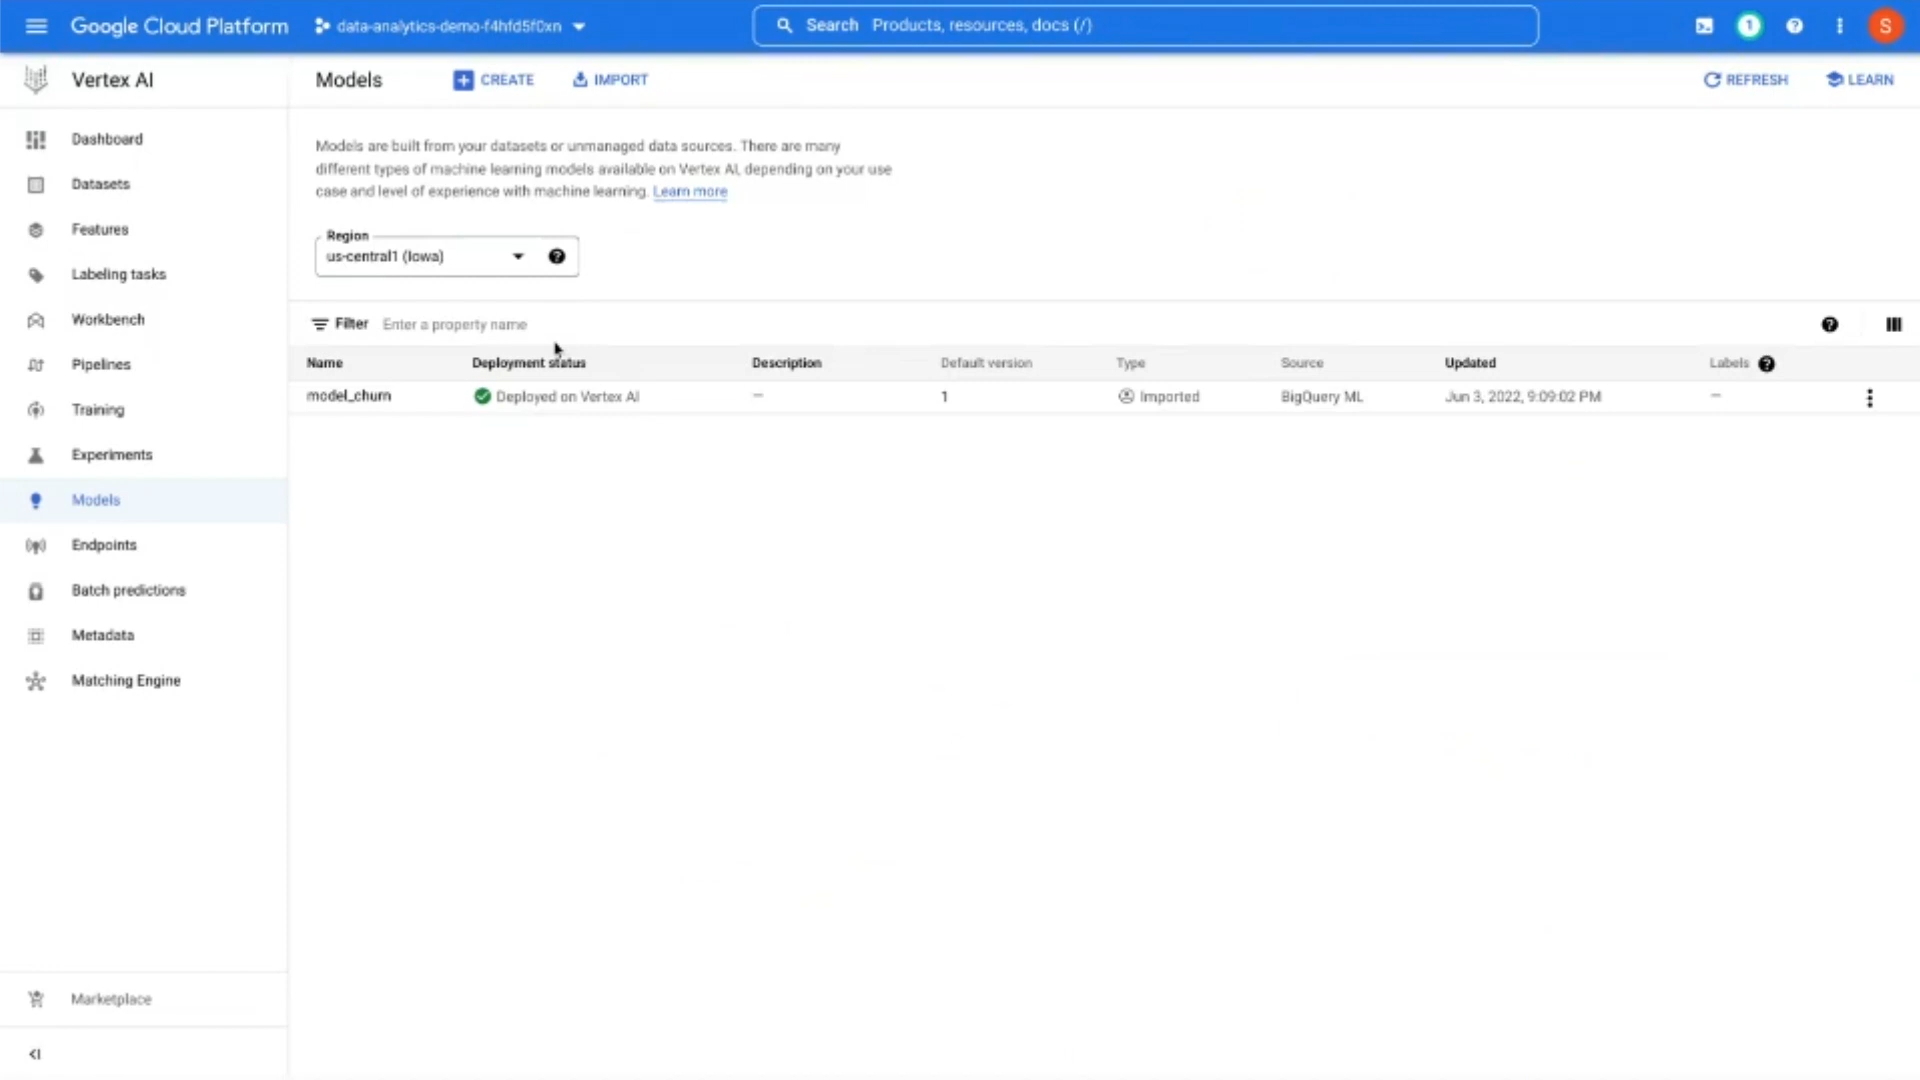 Google Cloud Platform
data-analytics-demo-f4hfd5f0xn
Search Products, resources, docs (/)
1
S
Vertex AI
Models
CREATE
IMPORT
REFRESH
LEARN
Dashboard
Datasets
Features
Labeling tasks
Workbench
Pipelines
Training
Experiments
Models
Endpoints
Batch predictions
Metadata
Matching Engine
Marketplace
Models are built from your datasets or unmanaged data sources. There are many
different types of machine learning models available on Vertex AI, depending on your use
case and level of experience with machine learning. Learn more
Region
us-central1 (Iowa)
Filter Enter a property name
Name Deployment status Description Default version Type Source Updated Labels
model_churn Deployed on Vertex AI — 1 Imported BigQuery ML Jun 3, 2022, 9:09:02 PM —